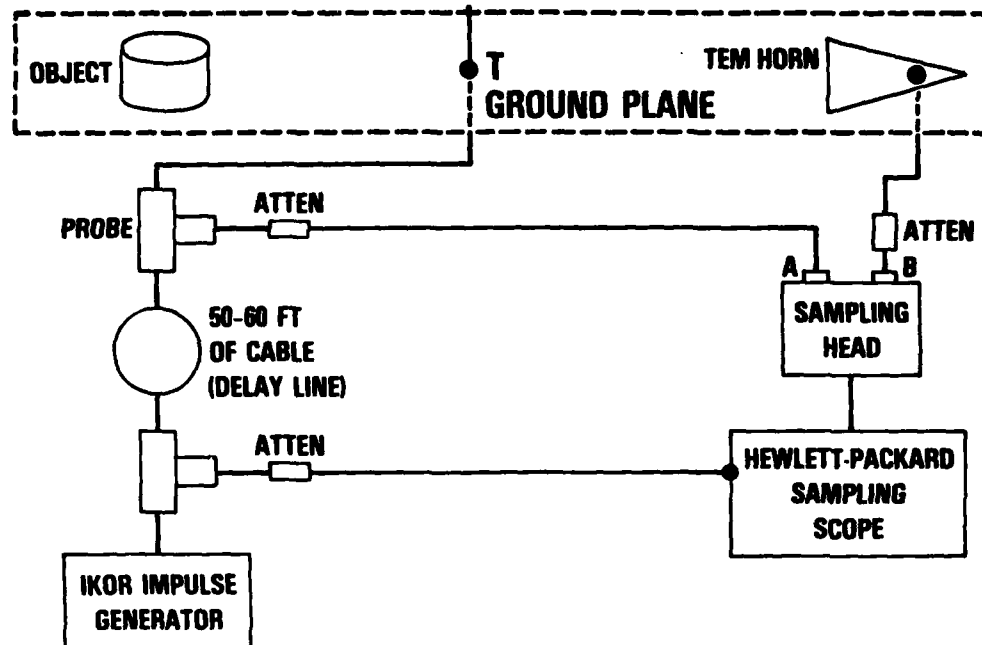 OBJECT
T
GROUND PLANE
TEM HORN
PROBE
ATTEN
ATTEN
A
B
SAMPLING
HEAD
50-60 FT
OF CABLE
(DELAY LINE)
ATTEN
HEWLETT-PACKARD
SAMPLING
SCOPE
IKOR IMPULSE
GENERATOR